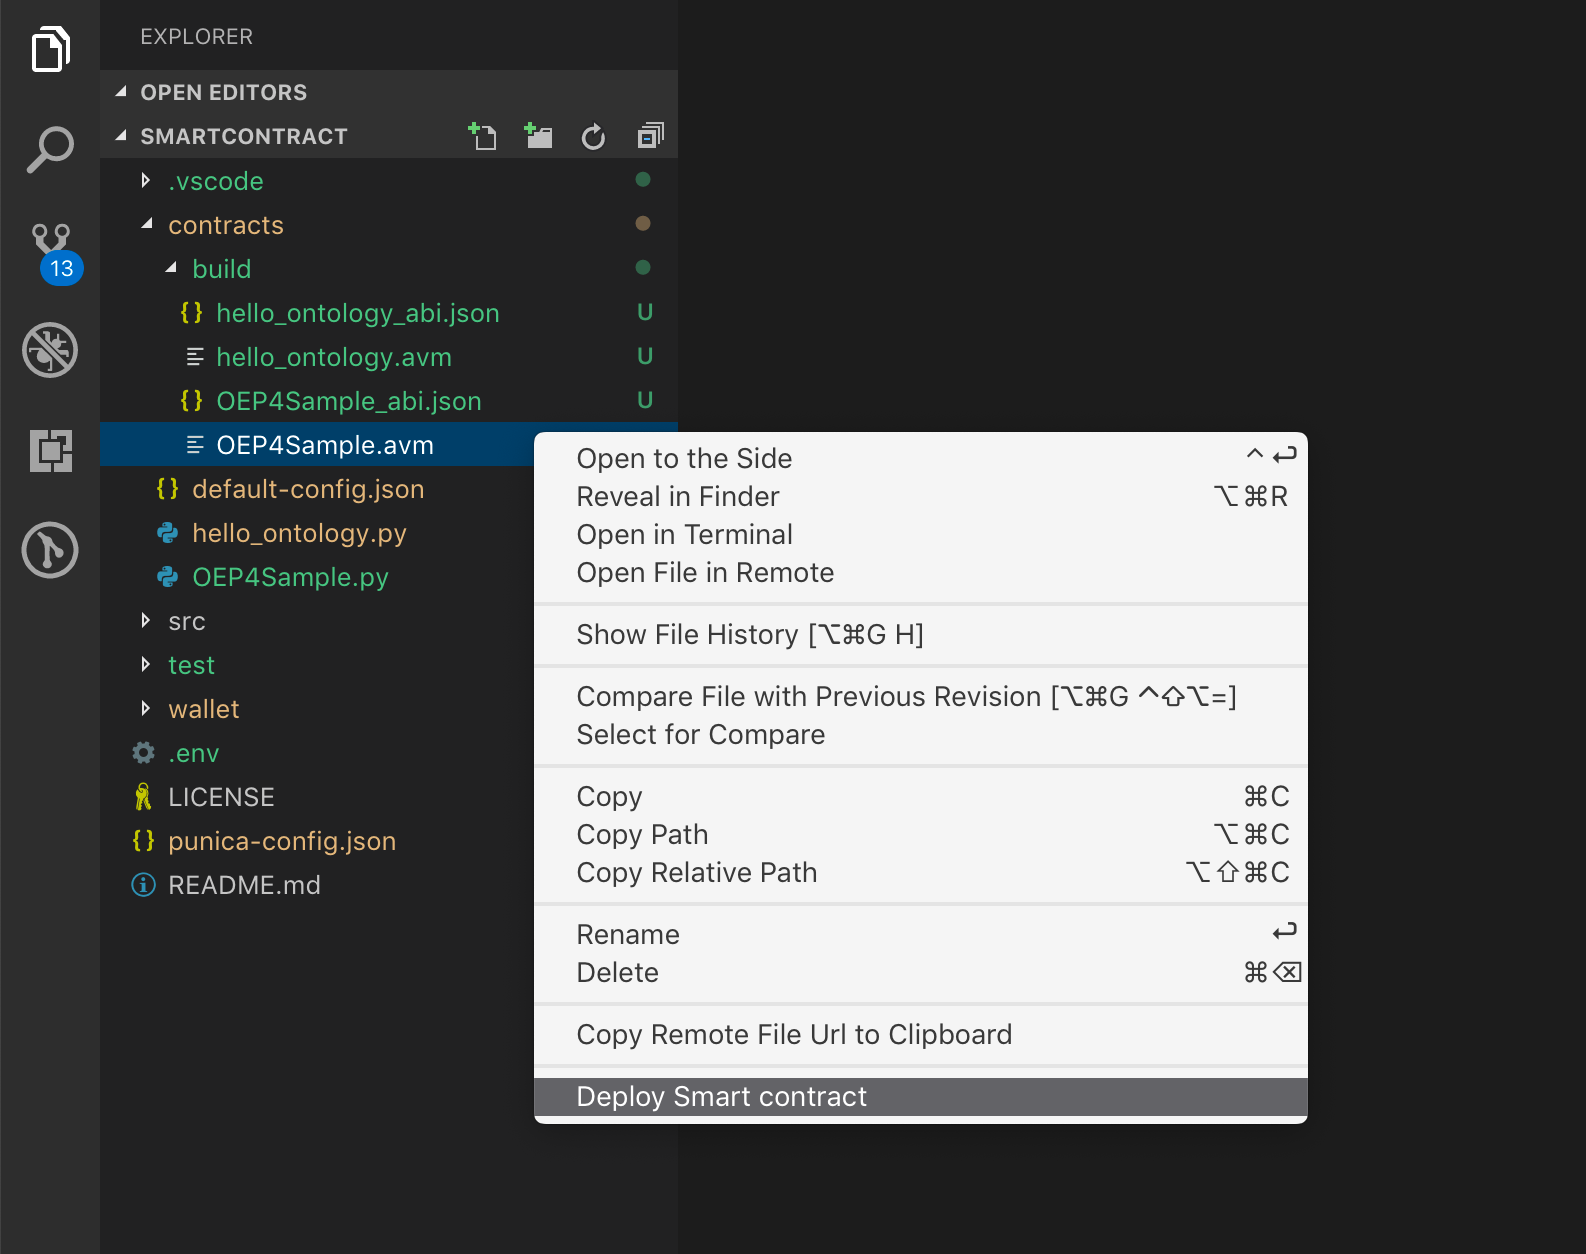 EXPLORER
OPEN EDITORS
SMARTCONTRACT
.vscode
contracts
13
build
hello_ontology_abi.json U
hello_ontology.avm U
OEP4Sample_abi.json U
OEP4Sample.avm
default-config.json
hello_ontology.py
OEP4Sample.py
src
test
wallet
.env
LICENSE
punica-config.json
README.md
Open to the Side ^↩
Reveal in Finder ⌥⌘R
Open in Terminal
Open File in Remote
Show File History [⌥⌘G H]
Compare File with Previous Revision [⌥⌘G ^⇧⌥=]
Select for Compare
Copy ⌘C
Copy Path ⌥⌘C
Copy Relative Path ⌥⇧⌘C
Rename ↩
Delete ⌘⌫
Copy Remote File Url to Clipboard
Deploy Smart contract